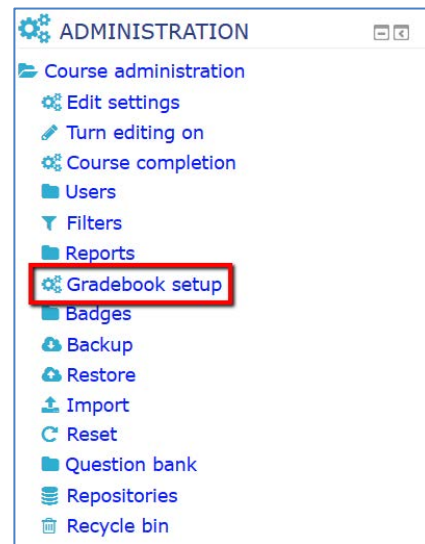 ADMINISTRATION
Course administration
Edit settings
Turn editing on
Course completion
Users
Filters
Reports
Gradebook setup
Badges
Backup
Restore
Import
Reset
Question bank
Repositories
Recycle bin